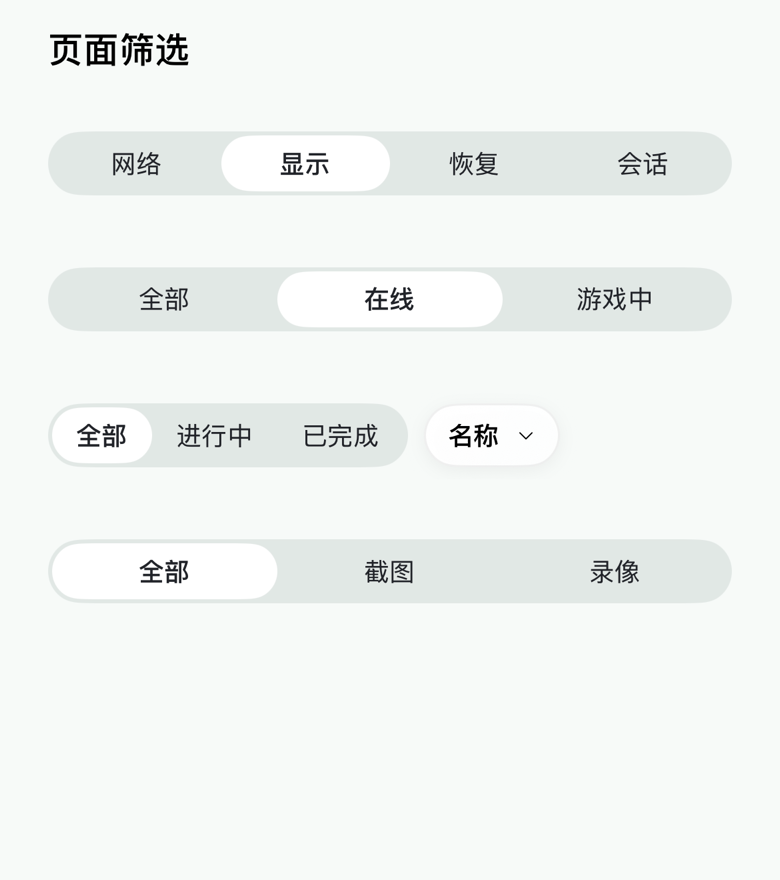 页面筛选
网络 显示 恢复 会话
全部 在线 游戏中
全部 进行中 已完成 名称
全部 截图 录像